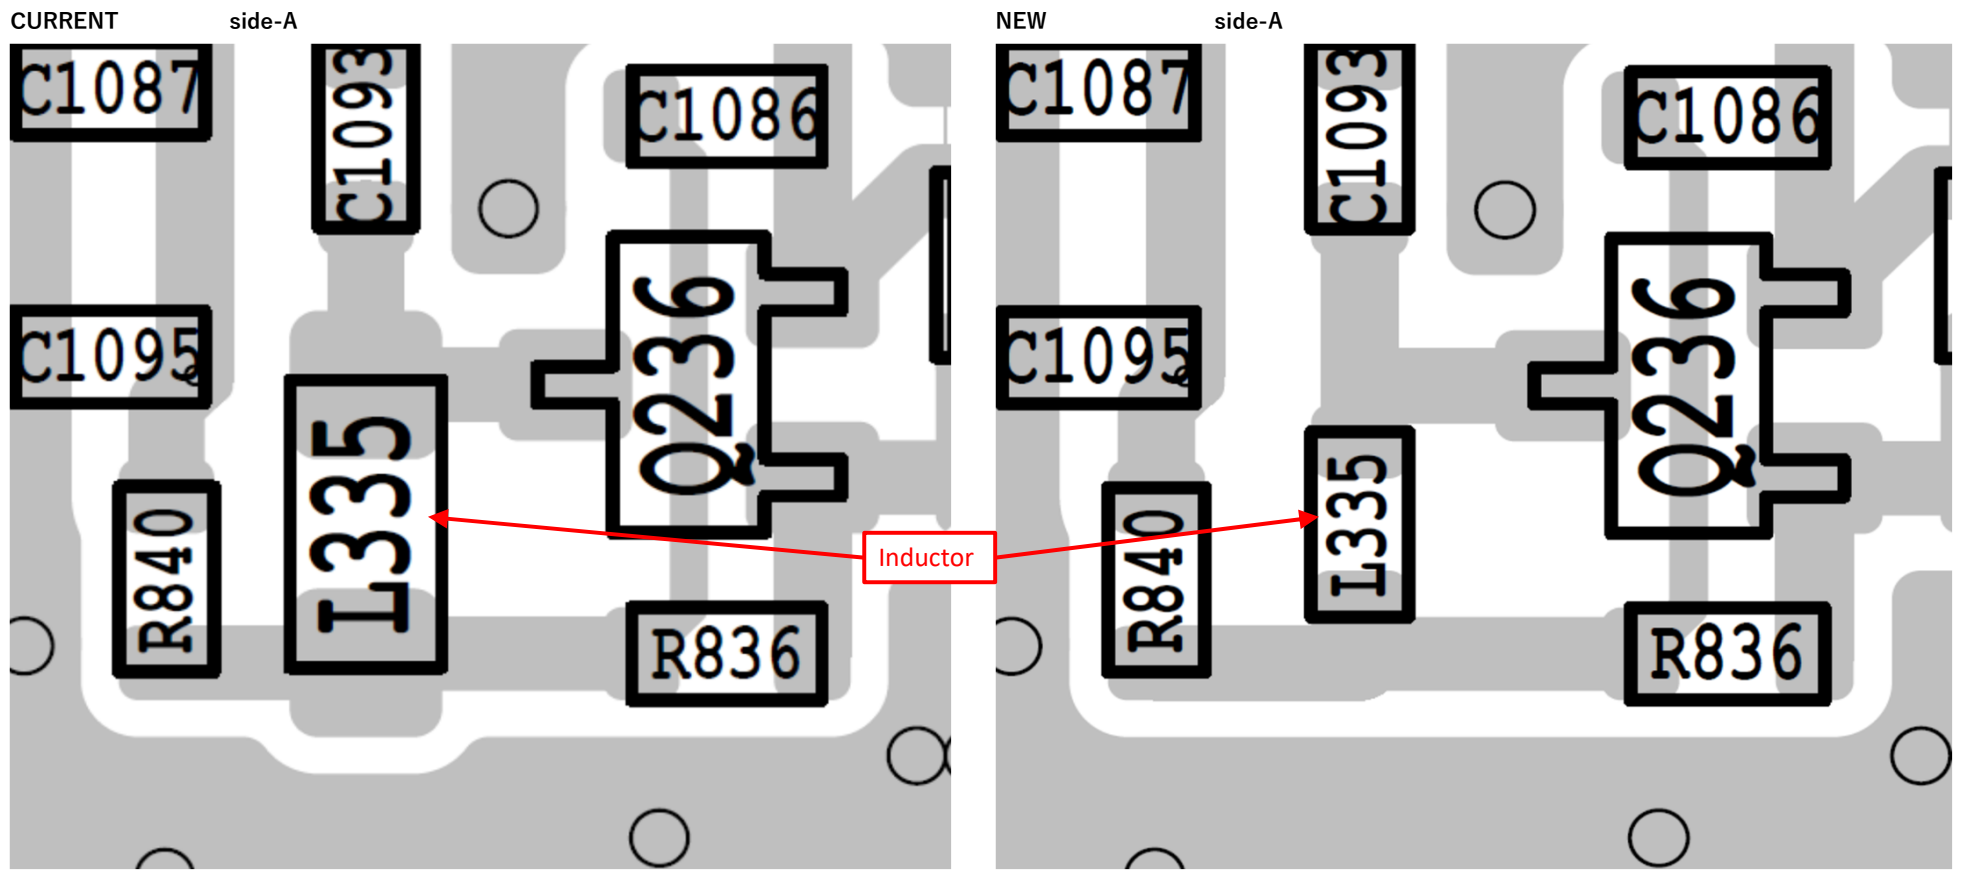 CURRENT side-A
C1087
C1093
C1086
Q236
C1095
L335
R840
R836
NEW side-A
C1087
C1093
C1086
Q236
C1095
L335
R840
R836
Inductor